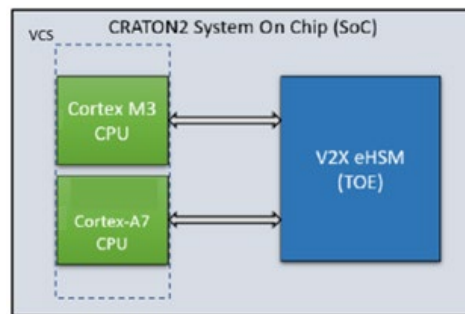 CRATON2 System On Chip (SoC)
VCS
Cortex M3
CPU
V2X eHSM
(TOE)
Cortex-A7
CPU